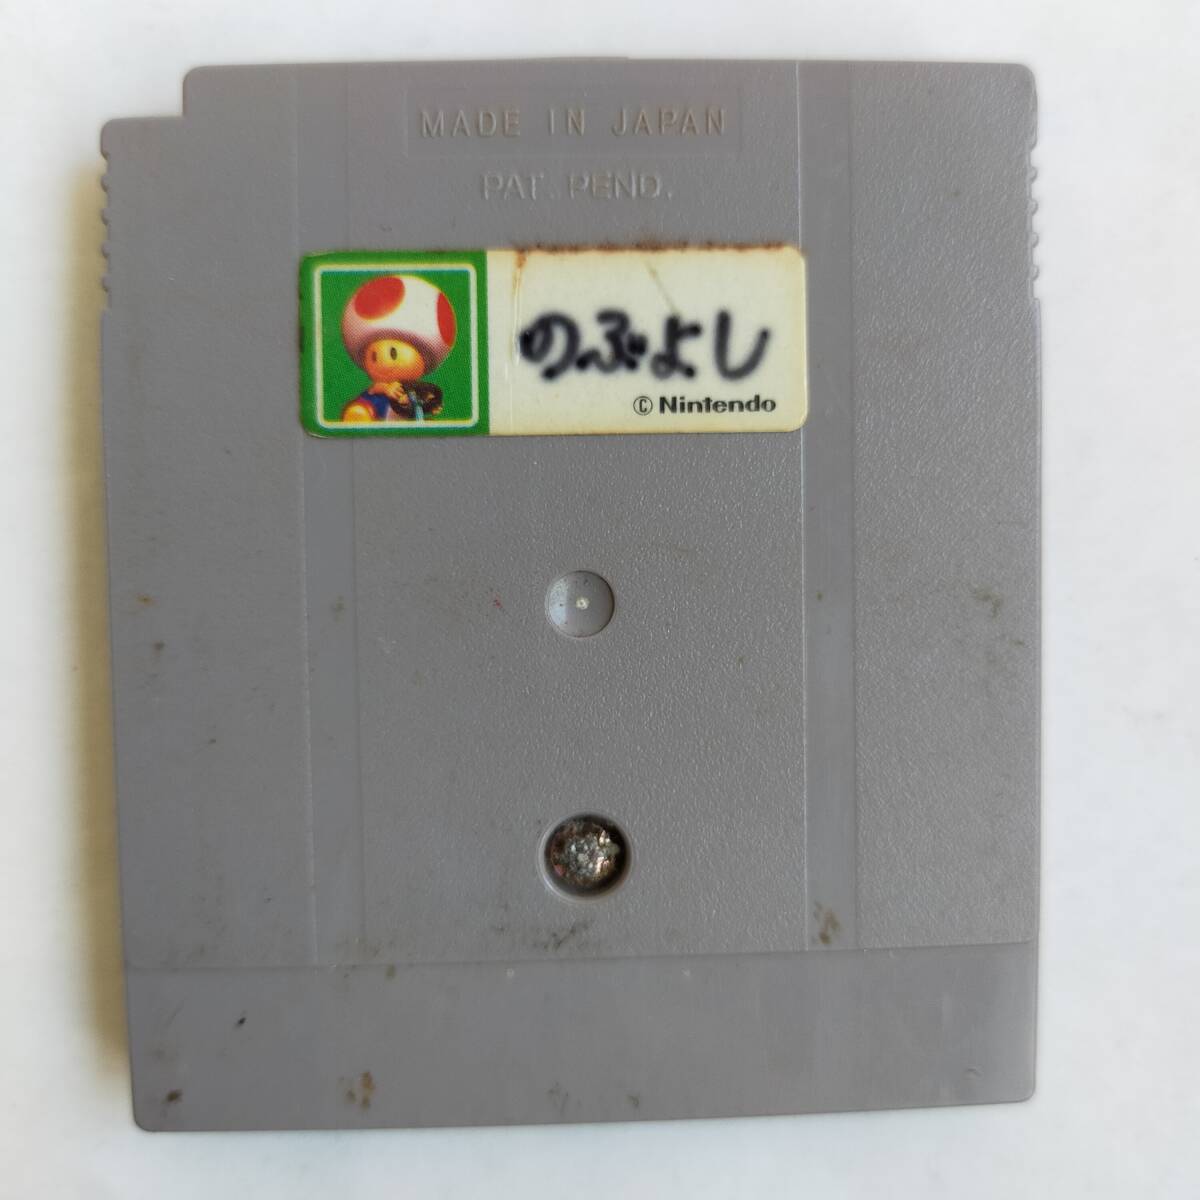 MADE IN JAPAN
PAT. PEND.
のぶよし
© Nintendo